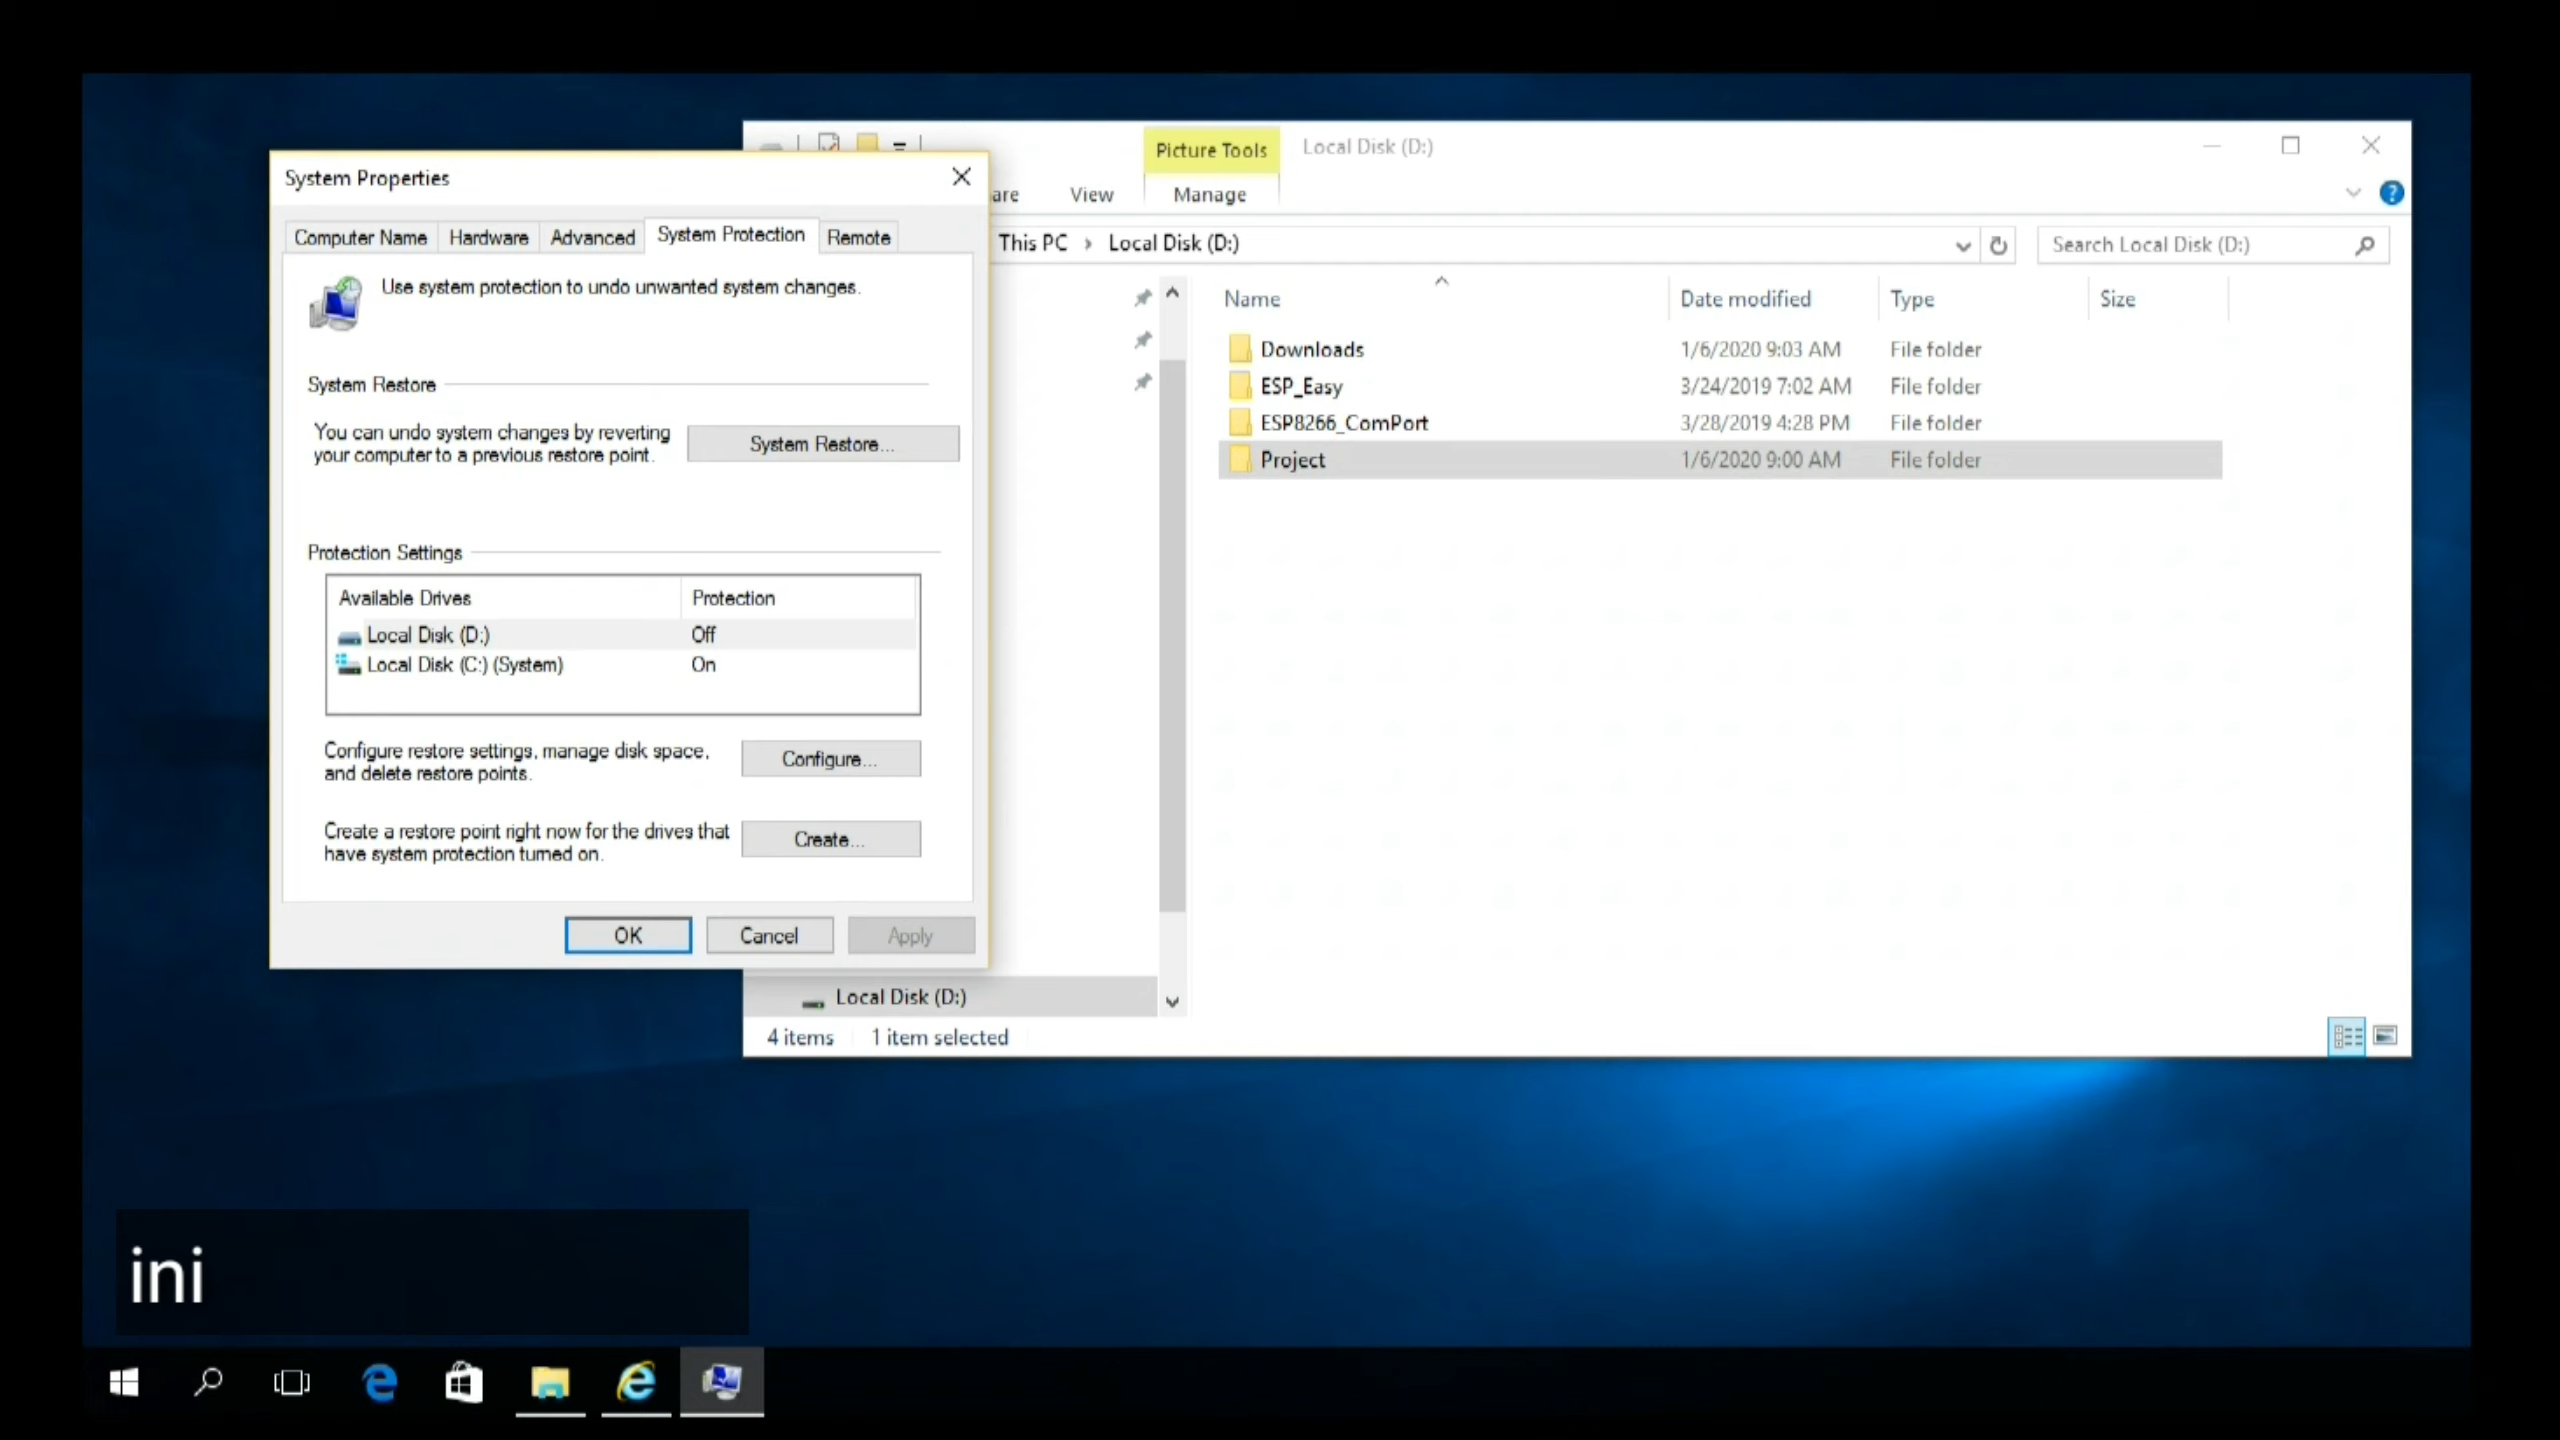 System Properties
Computer Name
Hardware
Advanced
System Protection
Remote
Use system protection to undo unwanted system changes.
System Restore
You can undo system changes by reverting
your computer to a previous restore point.
System Restore...
Protection Settings
Available Drives
Protection
Local Disk (D:)
Off
Local Disk (C:) (System)
On
Configure restore settings, manage disk space,
and delete restore points.
Configure...
Create a restore point right now for the drives that
have system protection turned on.
Create...
OK
Cancel
Apply
Picture Tools
Local Disk (D:)
are
View
Manage
This PC › Local Disk (D:)
Search Local Disk (D:)
Name
Date modified
Type
Size
Downloads
1/6/2020 9:03 AM
File folder
ESP_Easy
3/24/2019 7:02 AM
File folder
ESP8266_ComPort
3/28/2019 4:28 PM
File folder
Project
1/6/2020 9:00 AM
File folder
Local Disk (D:)
4 items
1 item selected
ini